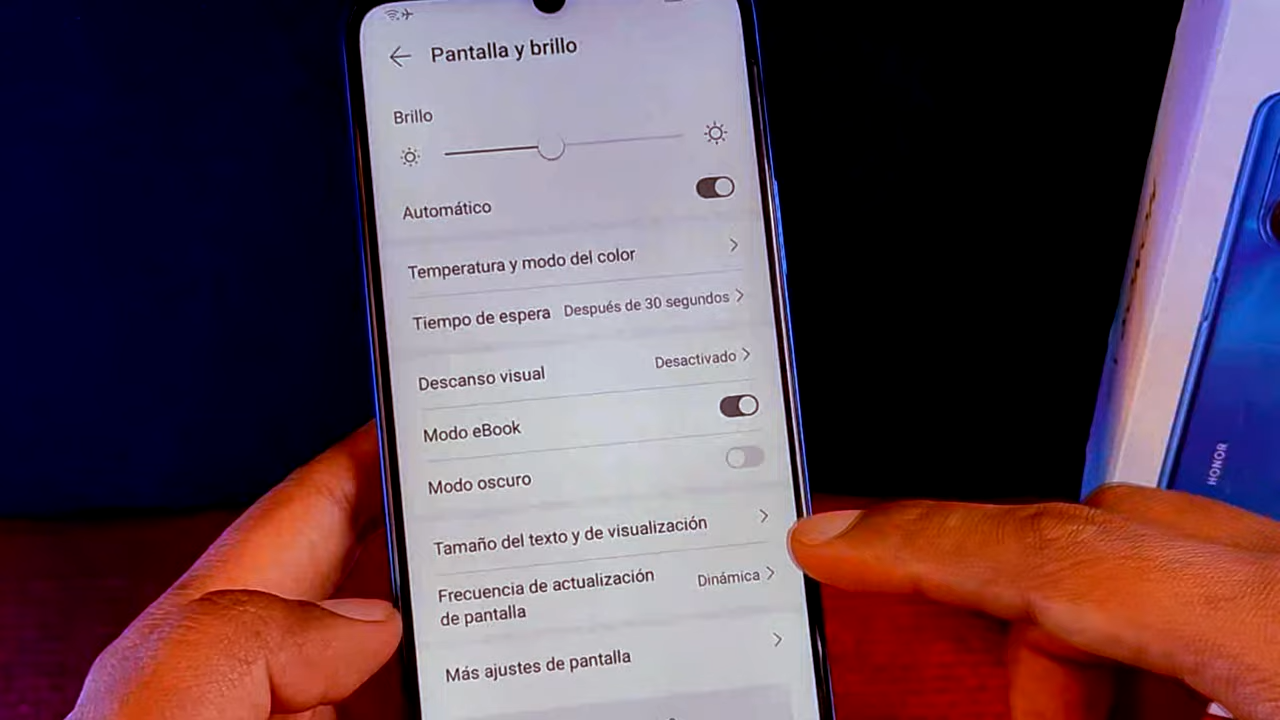 Pantalla y brillo
Brillo
Automático
Temperatura y modo del color
Tiempo de espera Después de 30 segundos
Descanso visual Desactivado
Modo eBook
Modo oscuro
Tamaño del texto y de visualización
Frecuencia de actualización Dinámica
de pantalla
Más ajustes de pantalla
HONOR